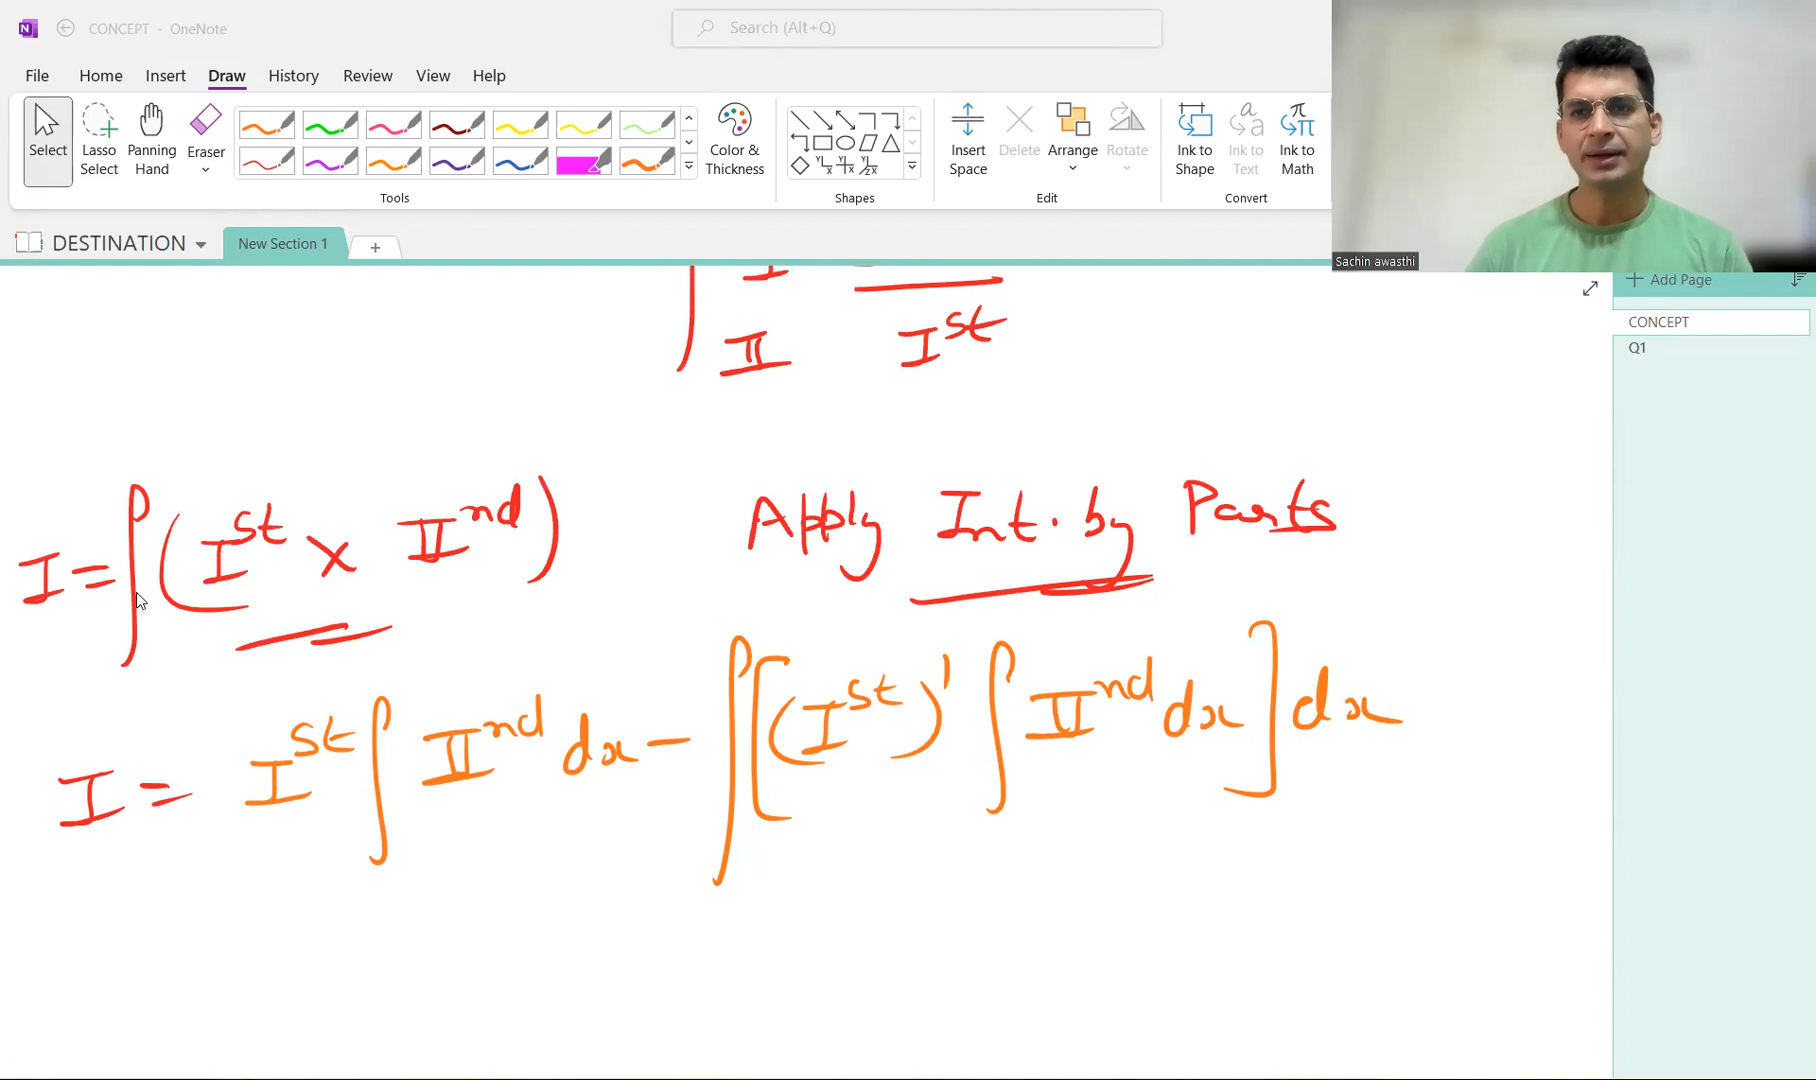 CONCEPT - OneNote
Search (Alt+Q)
File Home Insert Draw History Review View Help
Select
Lasso Select
Panning Hand
Eraser
Color & Thickness
Insert Space
Delete
Arrange
Rotate
Ink to Shape
Ink to Text
Ink to Math
Tools Shapes Edit Convert
Sachin awasthi
DESTINATION New Section 1 +
Add Page
CONCEPT
Q1
II I^st
I = ∫ (I^st × II^nd) Apply Int. by Parts
I = I^st ∫ II^nd dx − ∫ [(I^st)' ∫ II^nd dx] dx